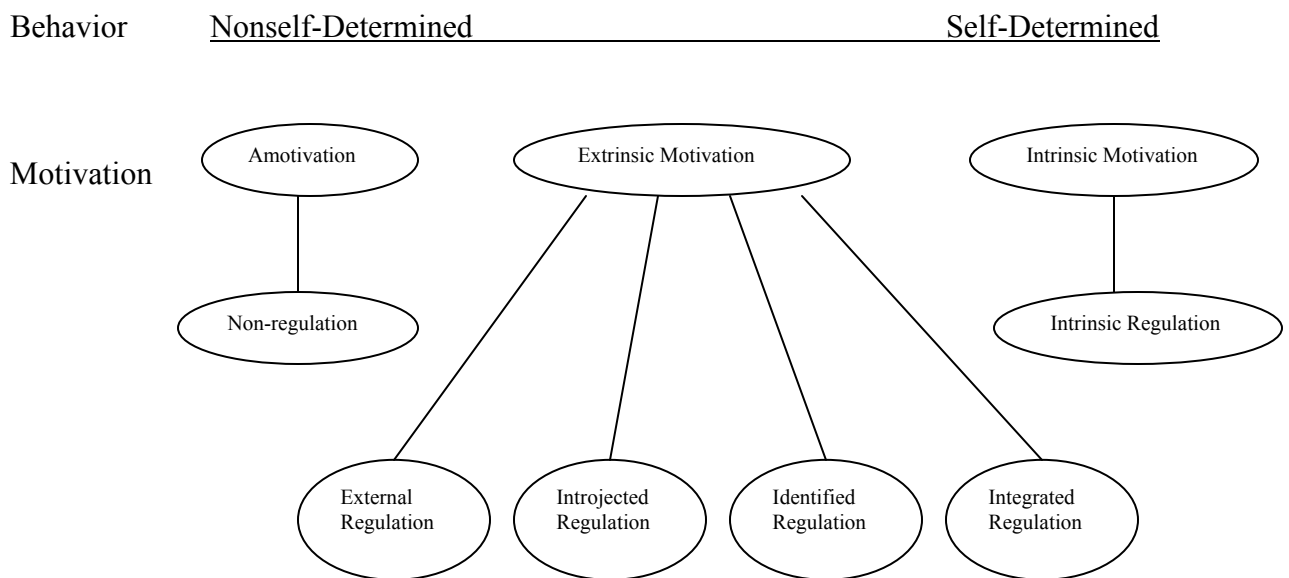 Behavior Nonself-Determined Self-Determined
Amotivation Extrinsic Motivation Intrinsic Motivation
Motivation
Non-regulation Intrinsic Regulation
External Introjected Identified Integrated
Regulation Regulation Regulation Regulation